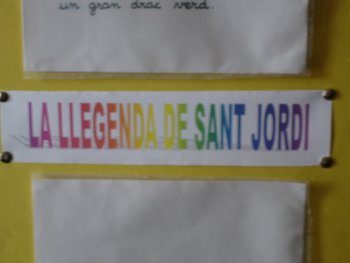 un gran drac verd.
LA LLEGENDA DE SANT JORDI